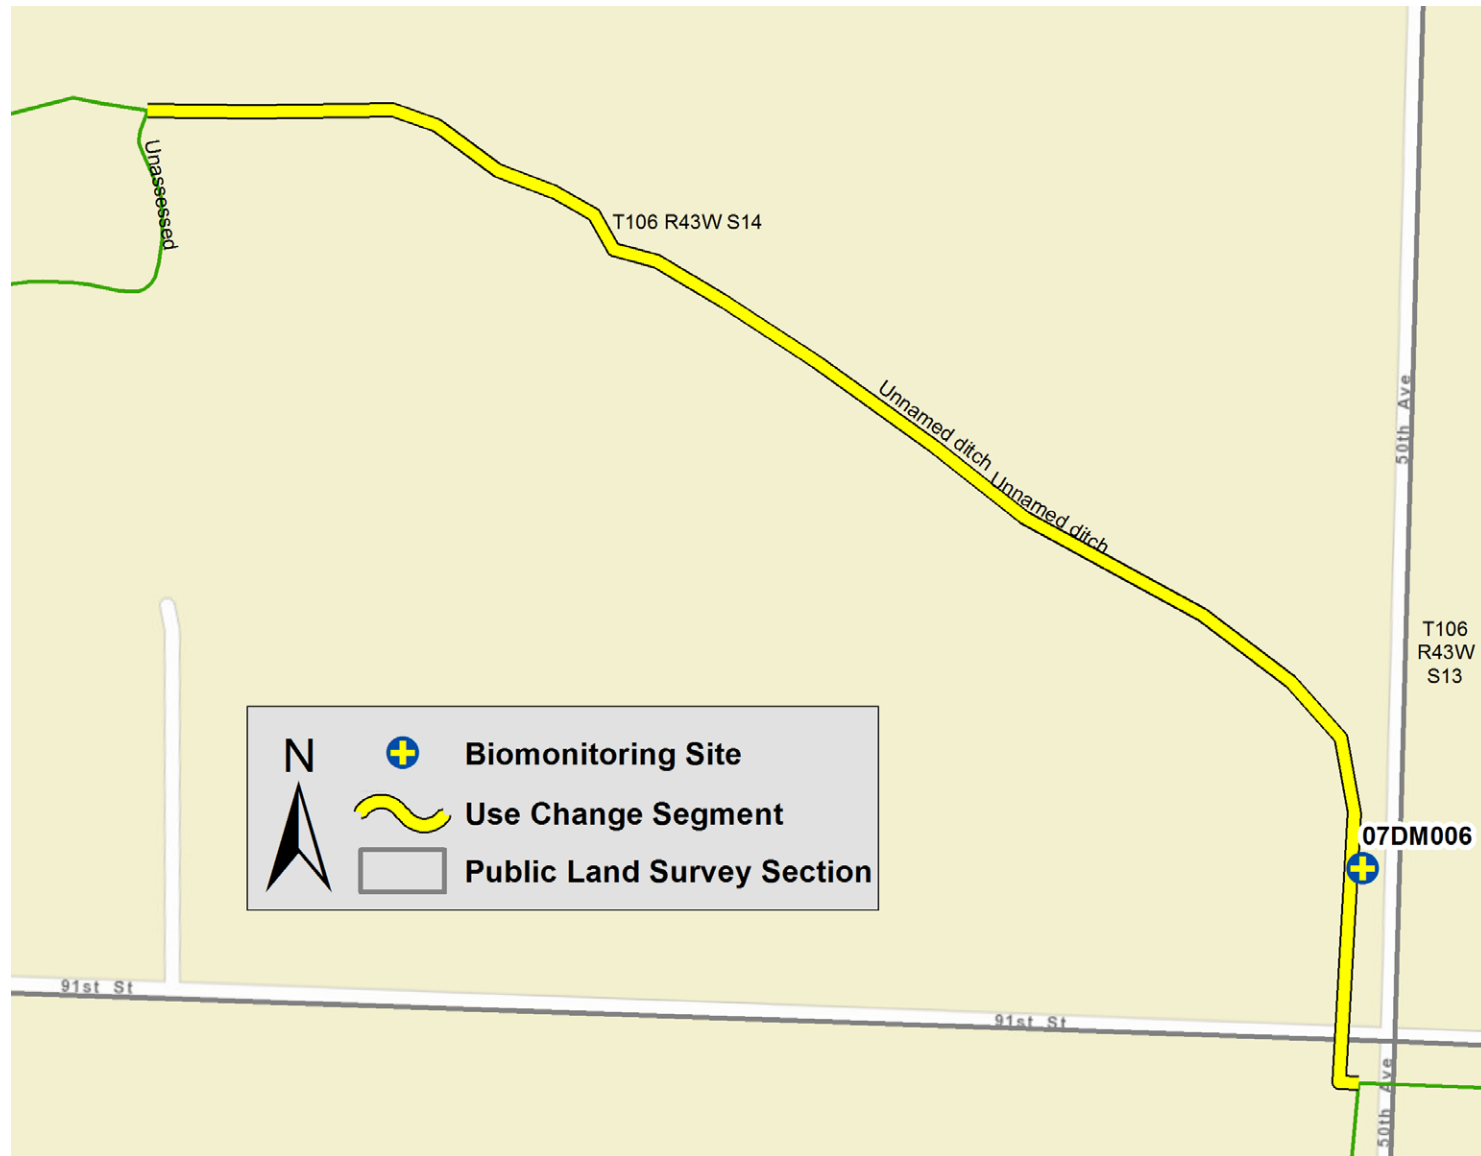 Unassessed
T106 R43W S14
50th Ave
Unnamed ditch
Unnamed ditch
T106
R43W
S13
N
Biomonitoring Site
Use Change Segment
Public Land Survey Section
07DM006
91st St
91st St
50th Ave